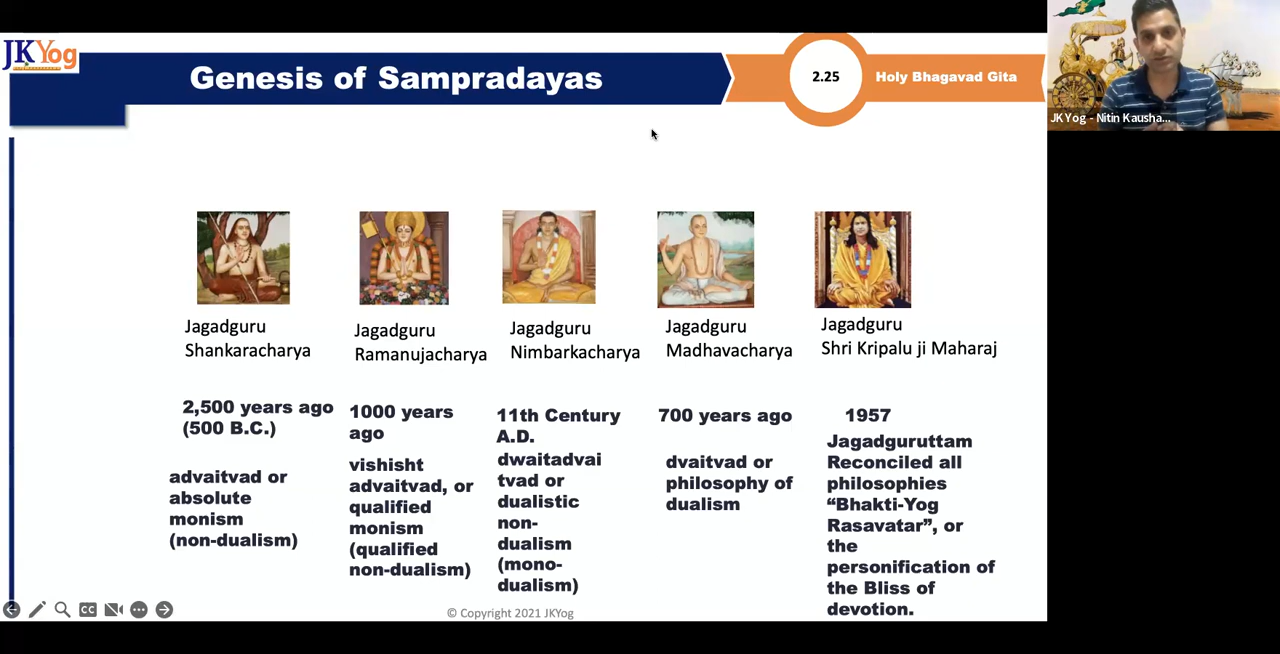 JKYog
Genesis of Sampradayas
2.25
Holy Bhagavad Gita
JKYog - Nitin Kausha...
Jagadguru
Shankaracharya
2,500 years ago
(500 B.C.)
advaitvad or
absolute
monism
(non-dualism)
Jagadguru
Ramanujacharya
1000 years
ago
vishisht
advaitvad, or
qualified
monism
(qualified
non-dualism)
Jagadguru
Nimbarkacharya
11th Century
A.D.
dwaitadvai
tvad or
dualistic
non-
dualism
(mono-
dualism)
Jagadguru
Madhavacharya
700 years ago
dvaitvad or
philosophy of
dualism
Jagadguru
Shri Kripalu ji Maharaj
1957
Jagadguruttam
Reconciled all
philosophies
“Bhakti-Yog
Rasavatar”, or
the
personification of
the Bliss of
devotion.
CC
© Copyright 2021 JKYog